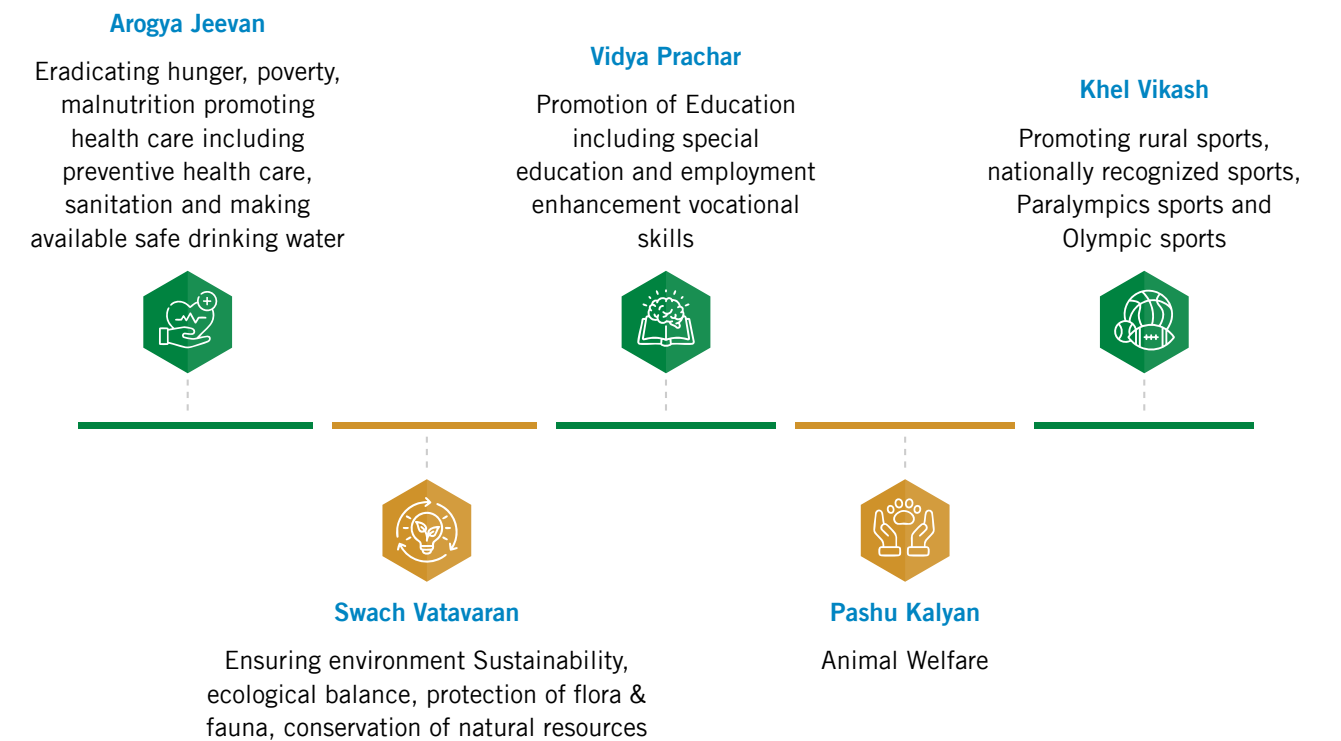 Arogya Jeevan
Eradicating hunger, poverty,
malnutrition promoting
health care including
preventive health care,
sanitation and making
available safe drinking water
Vidya Prachar
Promotion of Education
including special
education and employment
enhancement vocational
skills
Khel Vikash
Promoting rural sports,
nationally recognized sports,
Paralympics sports and
Olympic sports
Swach Vatavaran
Ensuring environment Sustainability,
ecological balance, protection of flora &
fauna, conservation of natural resources
Pashu Kalyan
Animal Welfare